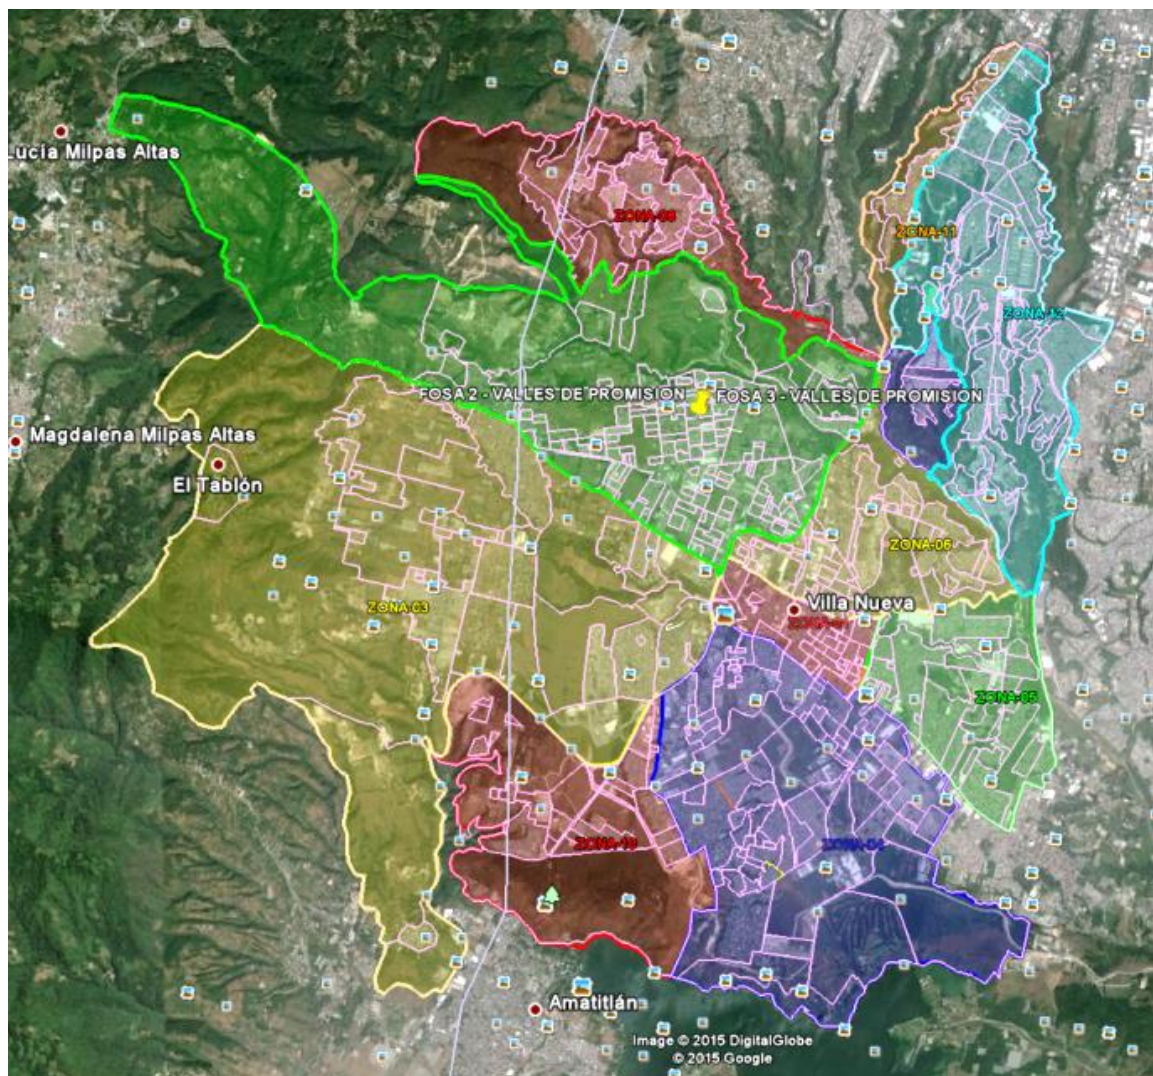 Lucía Milpas Altas
ZONA-08
ZONA-11
ZONA-12
FOSA 2 - VALLES DE PROMISIÓN
FOSA 3 - VALLES DE PROMISIÓN
Magdalena Milpas Altas
El Tablón
ZONA-06
ZONA-03
Villa Nueva
ZONA-05
ZONA-10
ZONA-04
Amatitlán
Image © 2015 DigitalGlobe
© 2015 Google